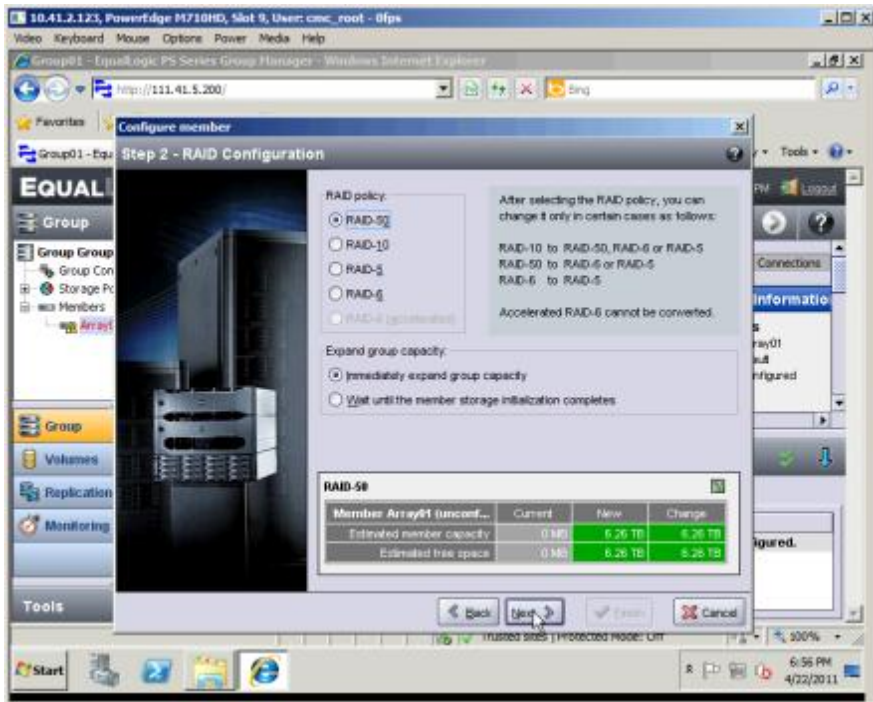 10.41.2.123, PowerEdge M710HD, Slot 9, User: cmc_root - 0fps
Video Keyboard Mouse Options Power Media Help
Group01 - EqualLogic PS Series Group Manager - Windows Internet Explorer
http://111.41.5.200/
Bing
Favorites
Group01 - Equ
Tools
EQUAL
Logout
Group
Group Group
Group Con
Storage Po
Members
Array
Group
Volumes
Replication
Monitoring
Tools
Configure member
Step 2 - RAID Configuration
RAID policy:
RAID-50
RAID-10
RAID-5
RAID-6
RAID-6 (accelerated)
After selecting the RAID policy, you can
change it only in certain cases as follows:
RAID-10 to RAID-50, RAID-6 or RAID-5
RAID-50 to RAID-6 or RAID-5
RAID-6 to RAID-5
Accelerated RAID-6 cannot be converted.
Expand group capacity:
Immediately expand group capacity
Wait until the member storage initialization completes
RAID-50
Member Array01 (unconf... Current New Change
Estimated member capacity 0 MB 6.26 TB 6.26 TB
Estimated free space 0 MB 6.26 TB 6.26 TB
Back Next Finish Cancel
Connections
Informatio
ray01
ault
nfigured
igured.
Trusted sites | Protected Mode: Off
100%
Start
6:56 PM
4/22/2011